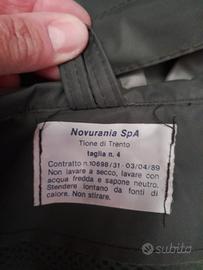 Novurania SpA
Tione di Trento
taglia n. 4
Contratto n.10698/31-03/04/89
Non lavare a secco, lavare con
acqua fredda e sapone neutro.
Stendere lontano da fonti di
calore. Non stirare.
subito